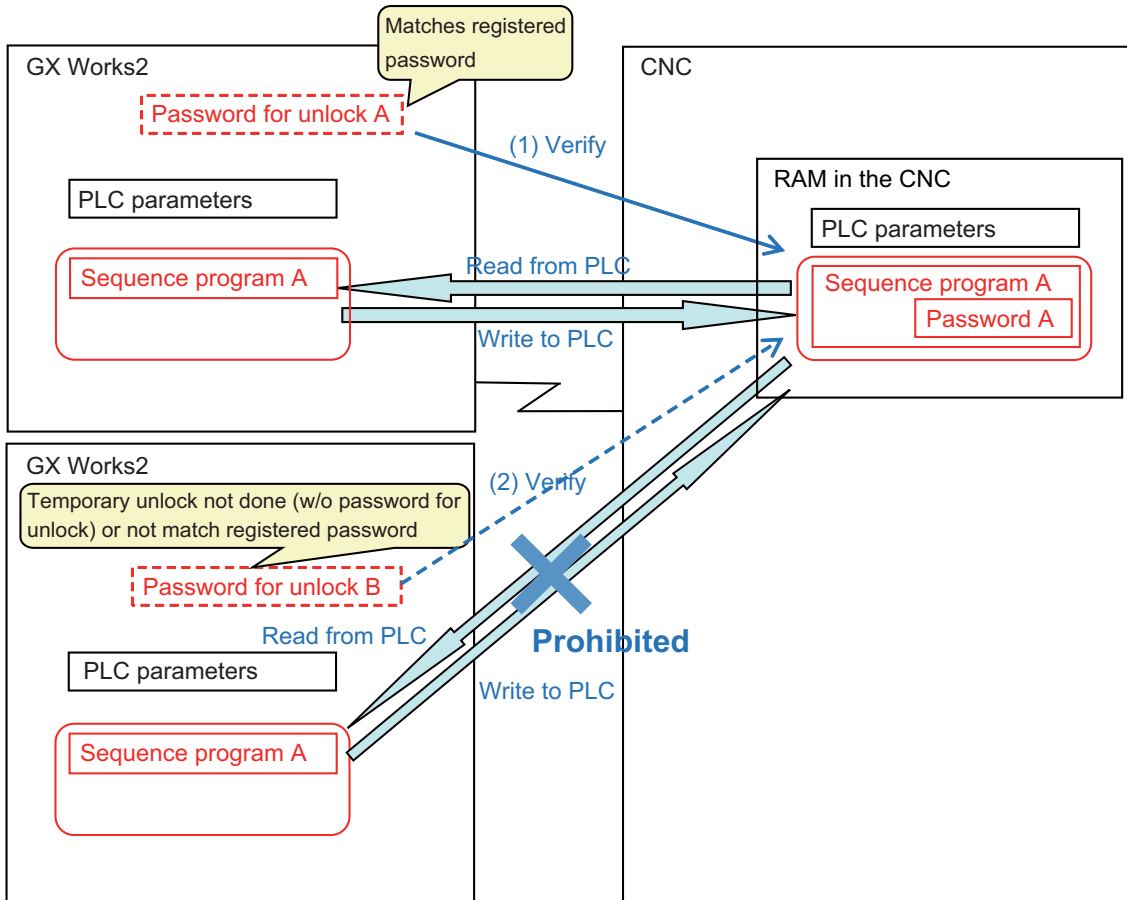 Matches registered
password
GX Works2
Password for unlock A
PLC parameters
Sequence program A
(1) Verify
Read from PLC
Write to PLC
CNC
RAM in the CNC
PLC parameters
Sequence program A
Password A
GX Works2
Temporary unlock not done (w/o password for
unlock) or not match registered password
Password for unlock B
(2) Verify
Read from PLC
Prohibited
PLC parameters
Write to PLC
Sequence program A